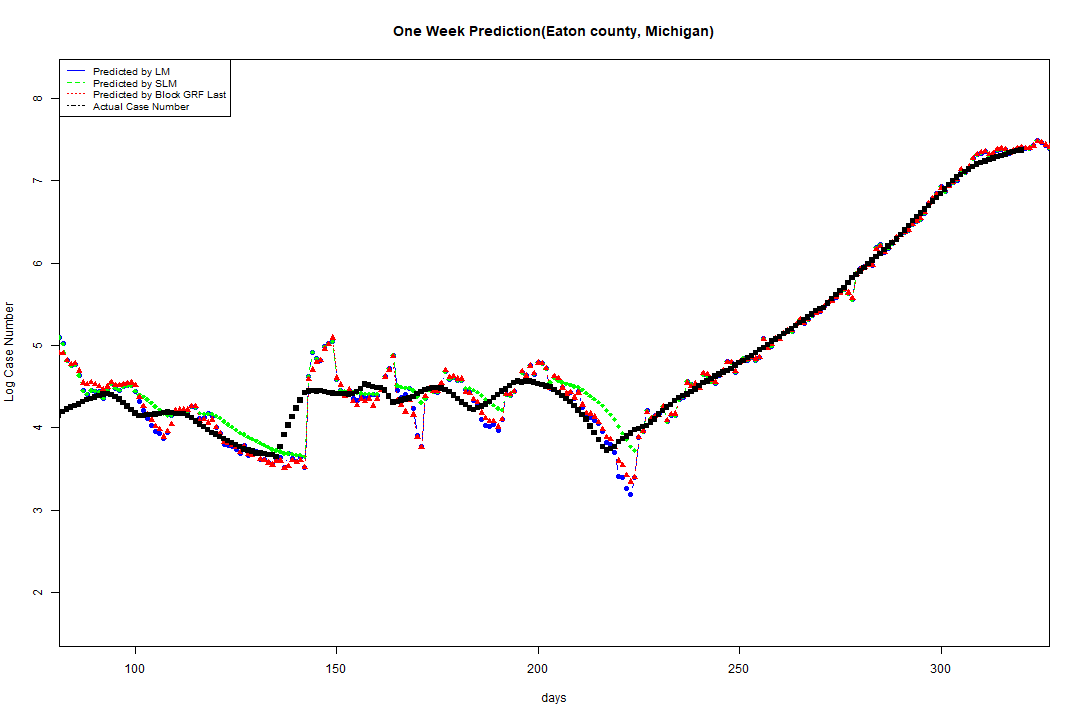 One Week Prediction(Eaton county, Michigan)
Predicted by LM
Predicted by SLM
Predicted by Block GRF Last
Actual Case Number
8
7
6
5
4
3
2
Log Case Number
100
150
200
250
300
days